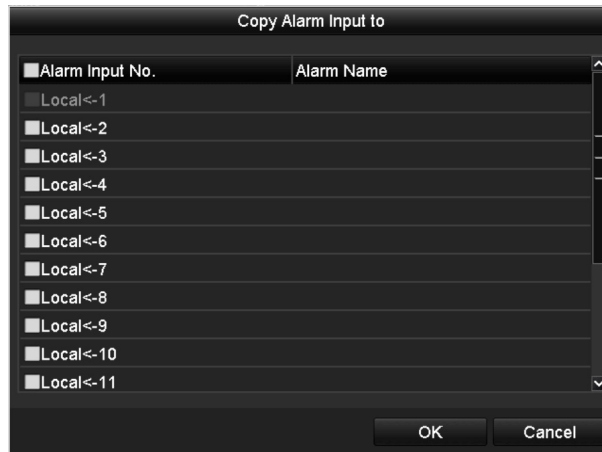 Copy Alarm Input to
Alarm Input No. Alarm Name
Local<-1
Local<-2
Local<-3
Local<-4
Local<-5
Local<-6
Local<-7
Local<-8
Local<-9
Local<-10
Local<-11
OK Cancel